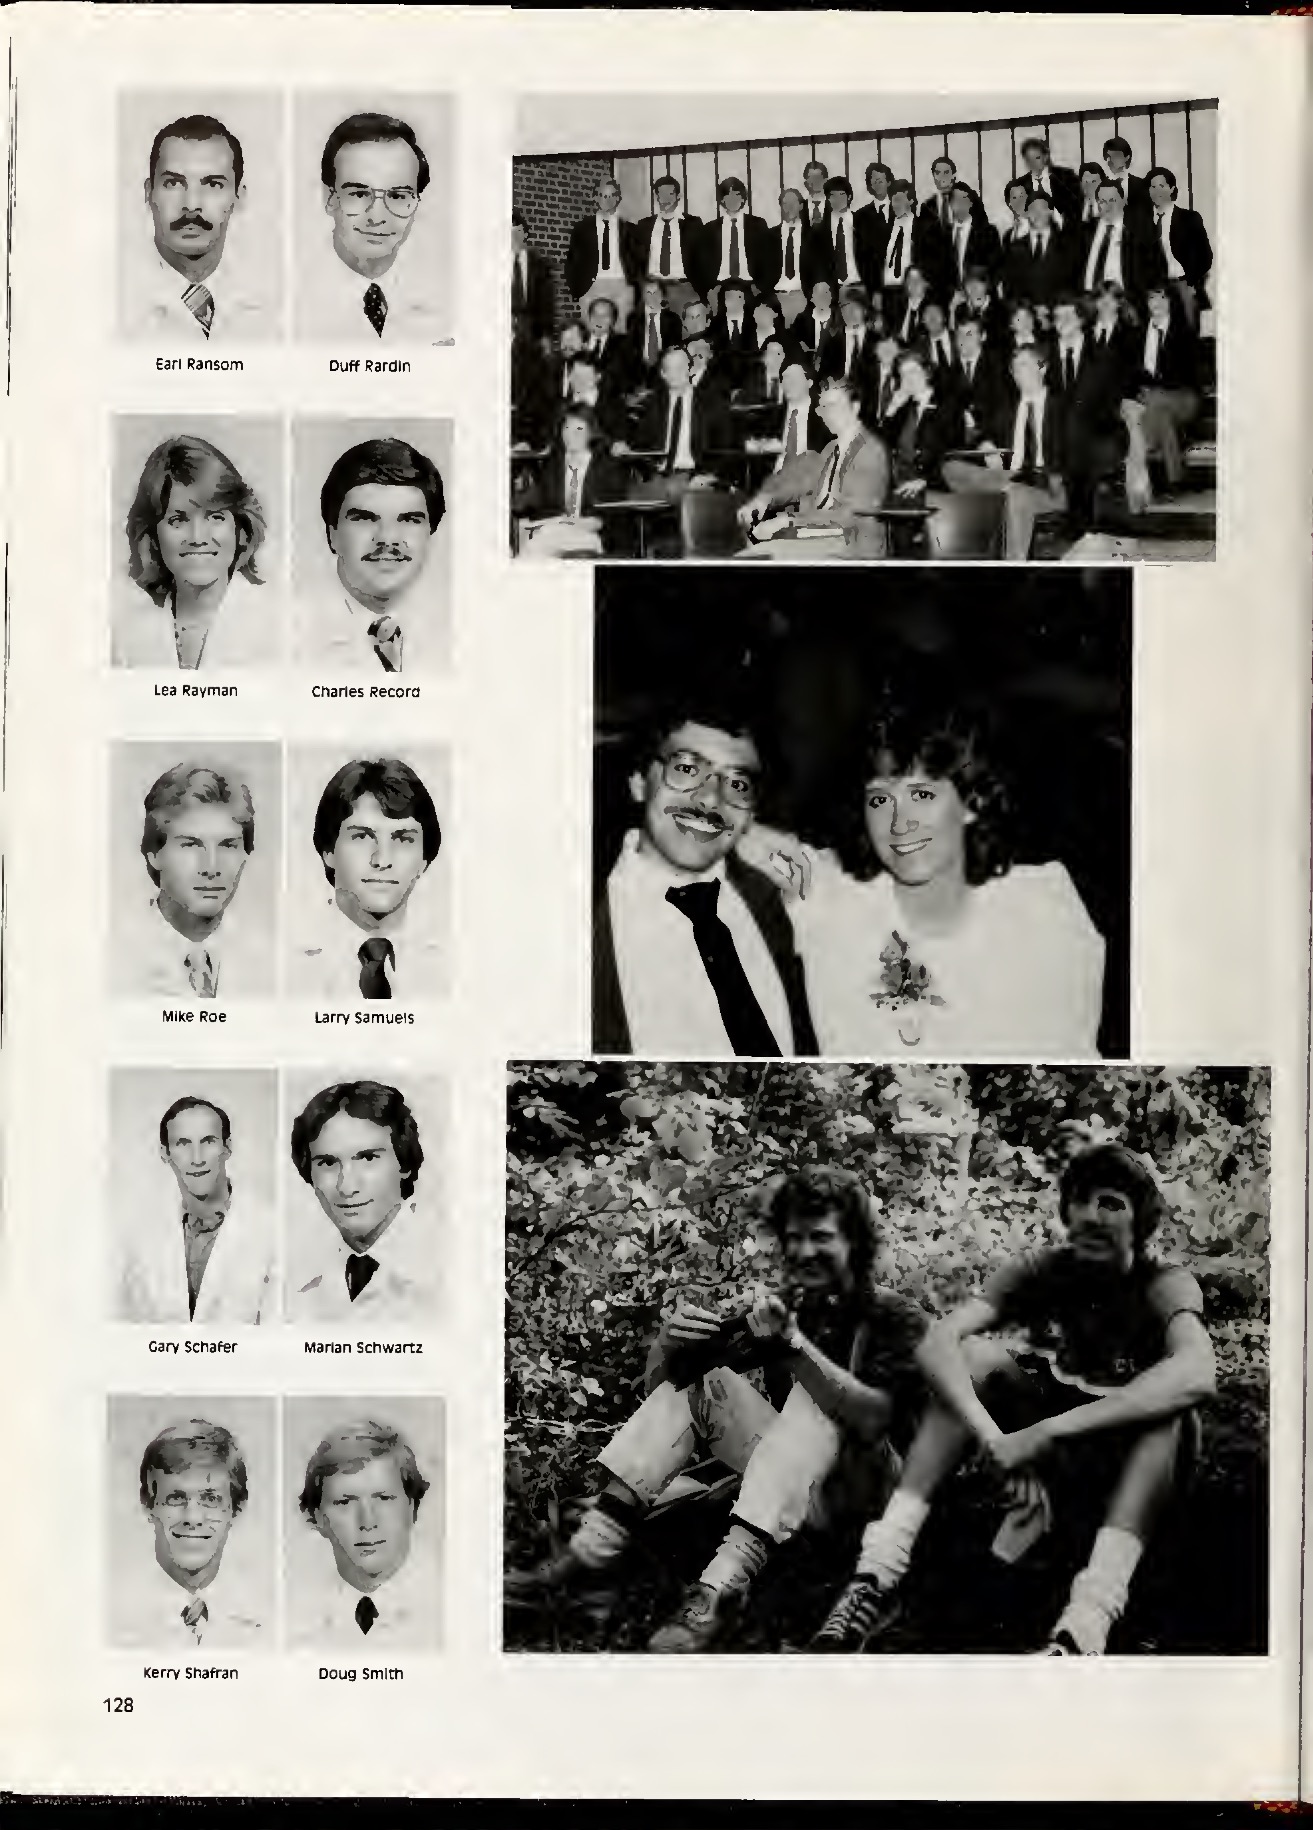 Earl Ransom
Duff Rardin
Lea Rayman
Charles Record
Mike Roe
Larry Samuels
Gary Schafer
Marian Schwartz
Kerry Shafran
Doug Smith
128